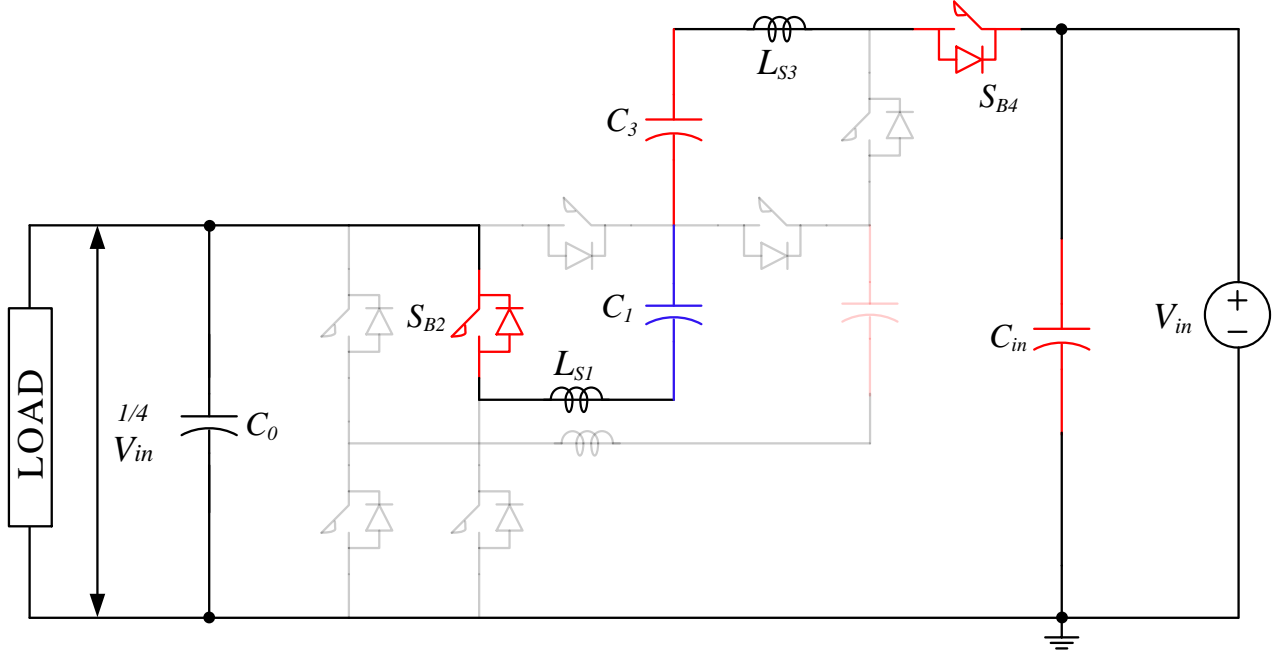 L_S3
S_B4
C_3
S_B2
C_1
L_S1
C_in
V_in
+
−
LOAD
1/4
V_in
C_0